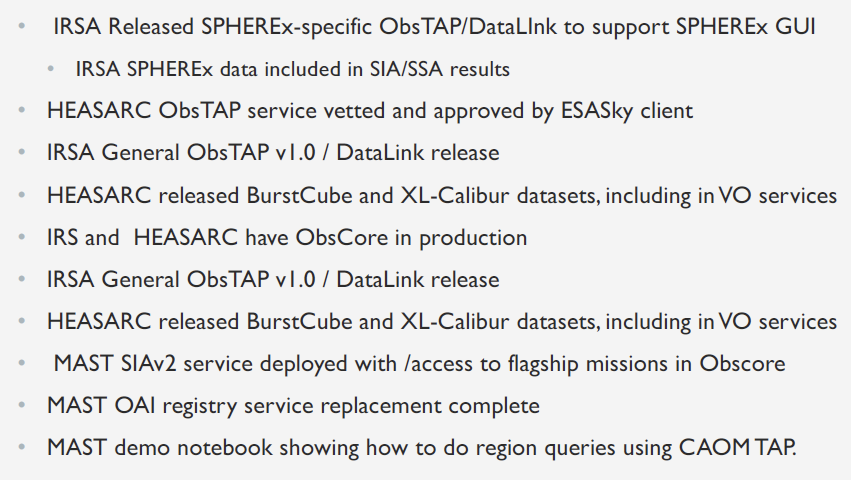 • IRSA Released SPHEREx-specific ObsTAP/DataLInk to support SPHEREx GUI
• IRSA SPHEREx data included in SIA/SSA results
• HEASARC ObsTAP service vetted and approved by ESASky client
• IRSA General ObsTAP v1.0 / DataLink release
• HEASARC released BurstCube and XL-Calibur datasets, including in VO services
• IRS and  HEASARC have ObsCore in production
• IRSA General ObsTAP v1.0 / DataLink release
• HEASARC released BurstCube and XL-Calibur datasets, including in VO services
• MAST SIAv2 service deployed with /access to flagship missions in Obscore
• MAST OAI registry service replacement complete
• MAST demo notebook showing how to do region queries using CAOM TAP.